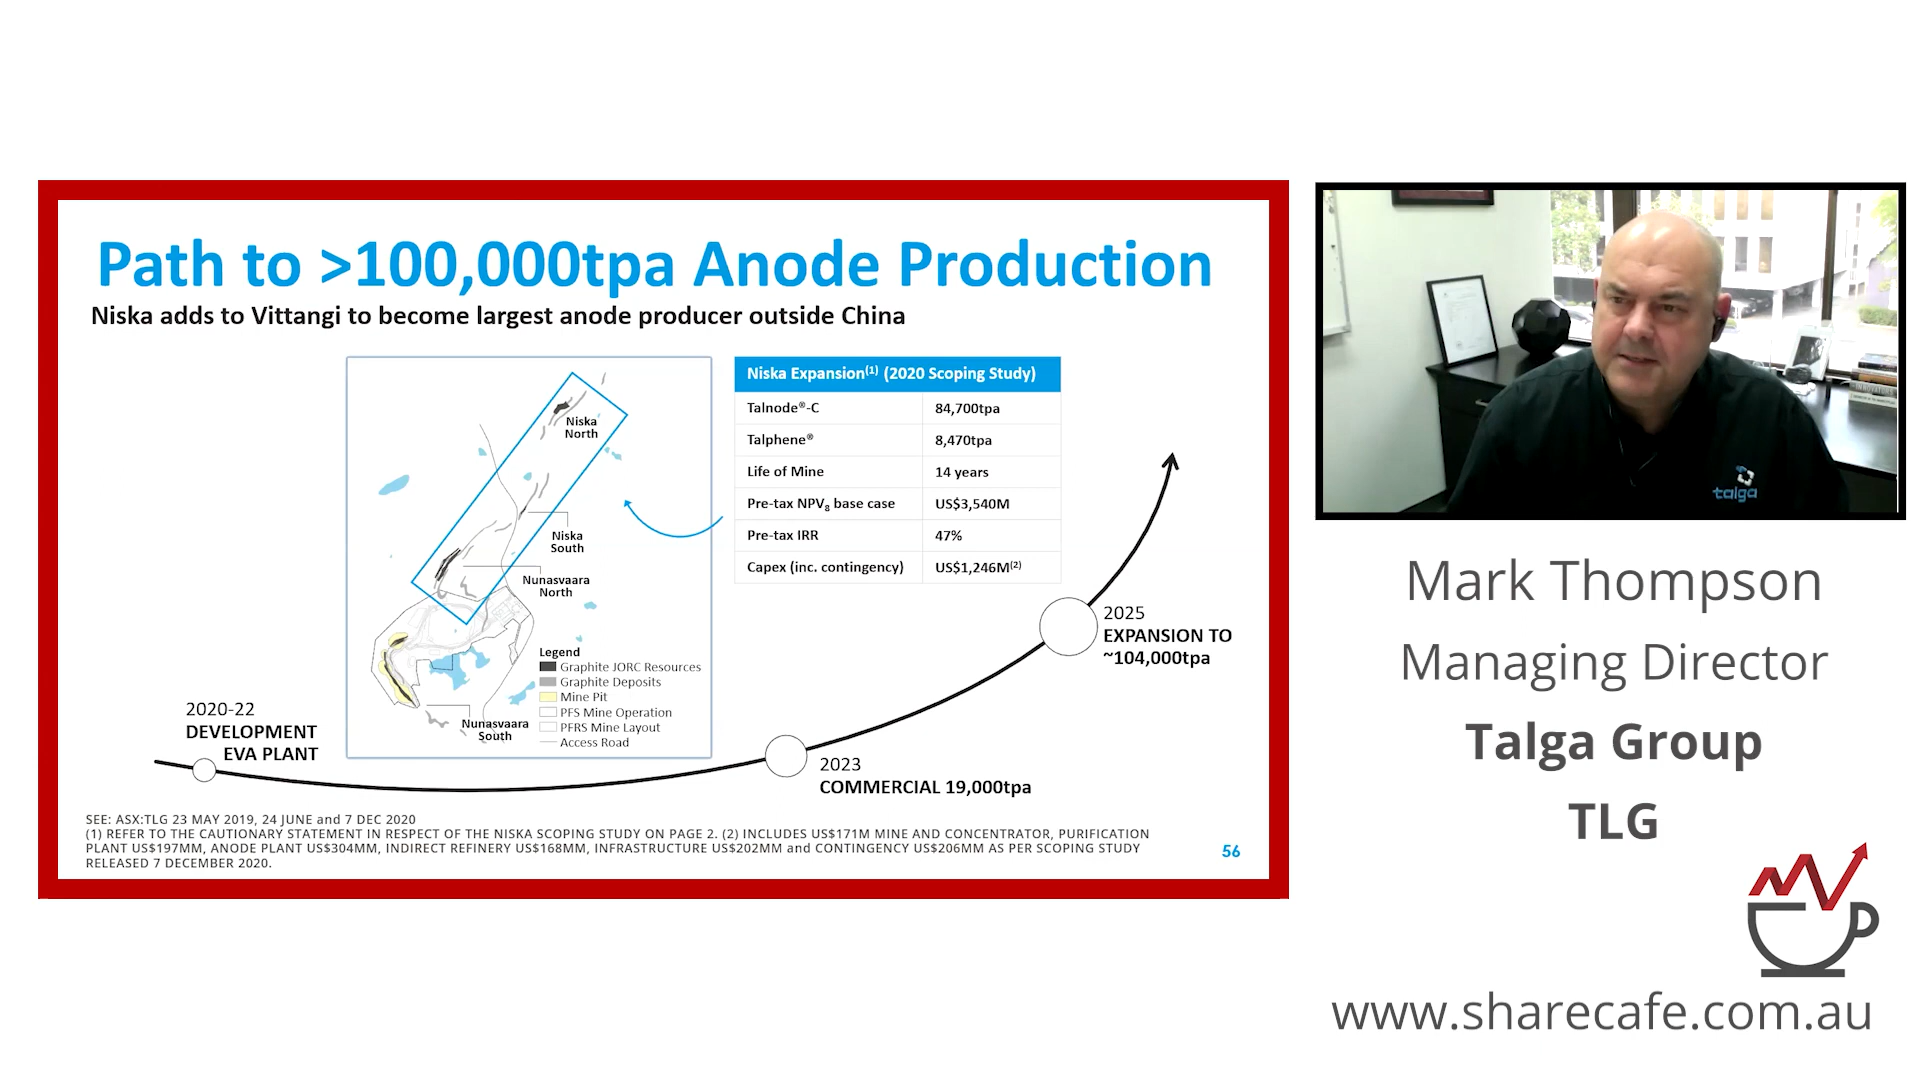 Path to >100,000tpa Anode Production
Niska adds to Vittangi to become largest anode producer outside China
Niska
North
Niska
South
Nunasvaara
North
Nunasvaara
South
Legend
Graphite JORC Resources
Graphite Deposits
Mine Pit
PFS Mine Operation
PFRS Mine Layout
Access Road
Niska Expansion(1) (2020 Scoping Study)
Talnode®-C 84,700tpa
Talphene® 8,470tpa
Life of Mine 14 years
Pre-tax NPV8 base case US$3,540M
Pre-tax IRR 47%
Capex (inc. contingency) US$1,246M(2)
2020-22
DEVELOPMENT
EVA PLANT
2023
COMMERCIAL 19,000tpa
2025
EXPANSION TO
~104,000tpa
SEE: ASX:TLG 23 MAY 2019, 24 JUNE and 7 DEC 2020
(1) REFER TO THE CAUTIONARY STATEMENT IN RESPECT OF THE NISKA SCOPING STUDY ON PAGE 2. (2) INCLUDES US$171M MINE AND CONCENTRATOR, PURIFICATION
PLANT US$197MM, ANODE PLANT US$304MM, INDIRECT REFINERY US$168MM, INFRASTRUCTURE US$202MM and CONTINGENCY US$206MM AS PER SCOPING STUDY
RELEASED 7 DECEMBER 2020.
56
talga
Mark Thompson
Managing Director
Talga Group
TLG
www.sharecafe.com.au